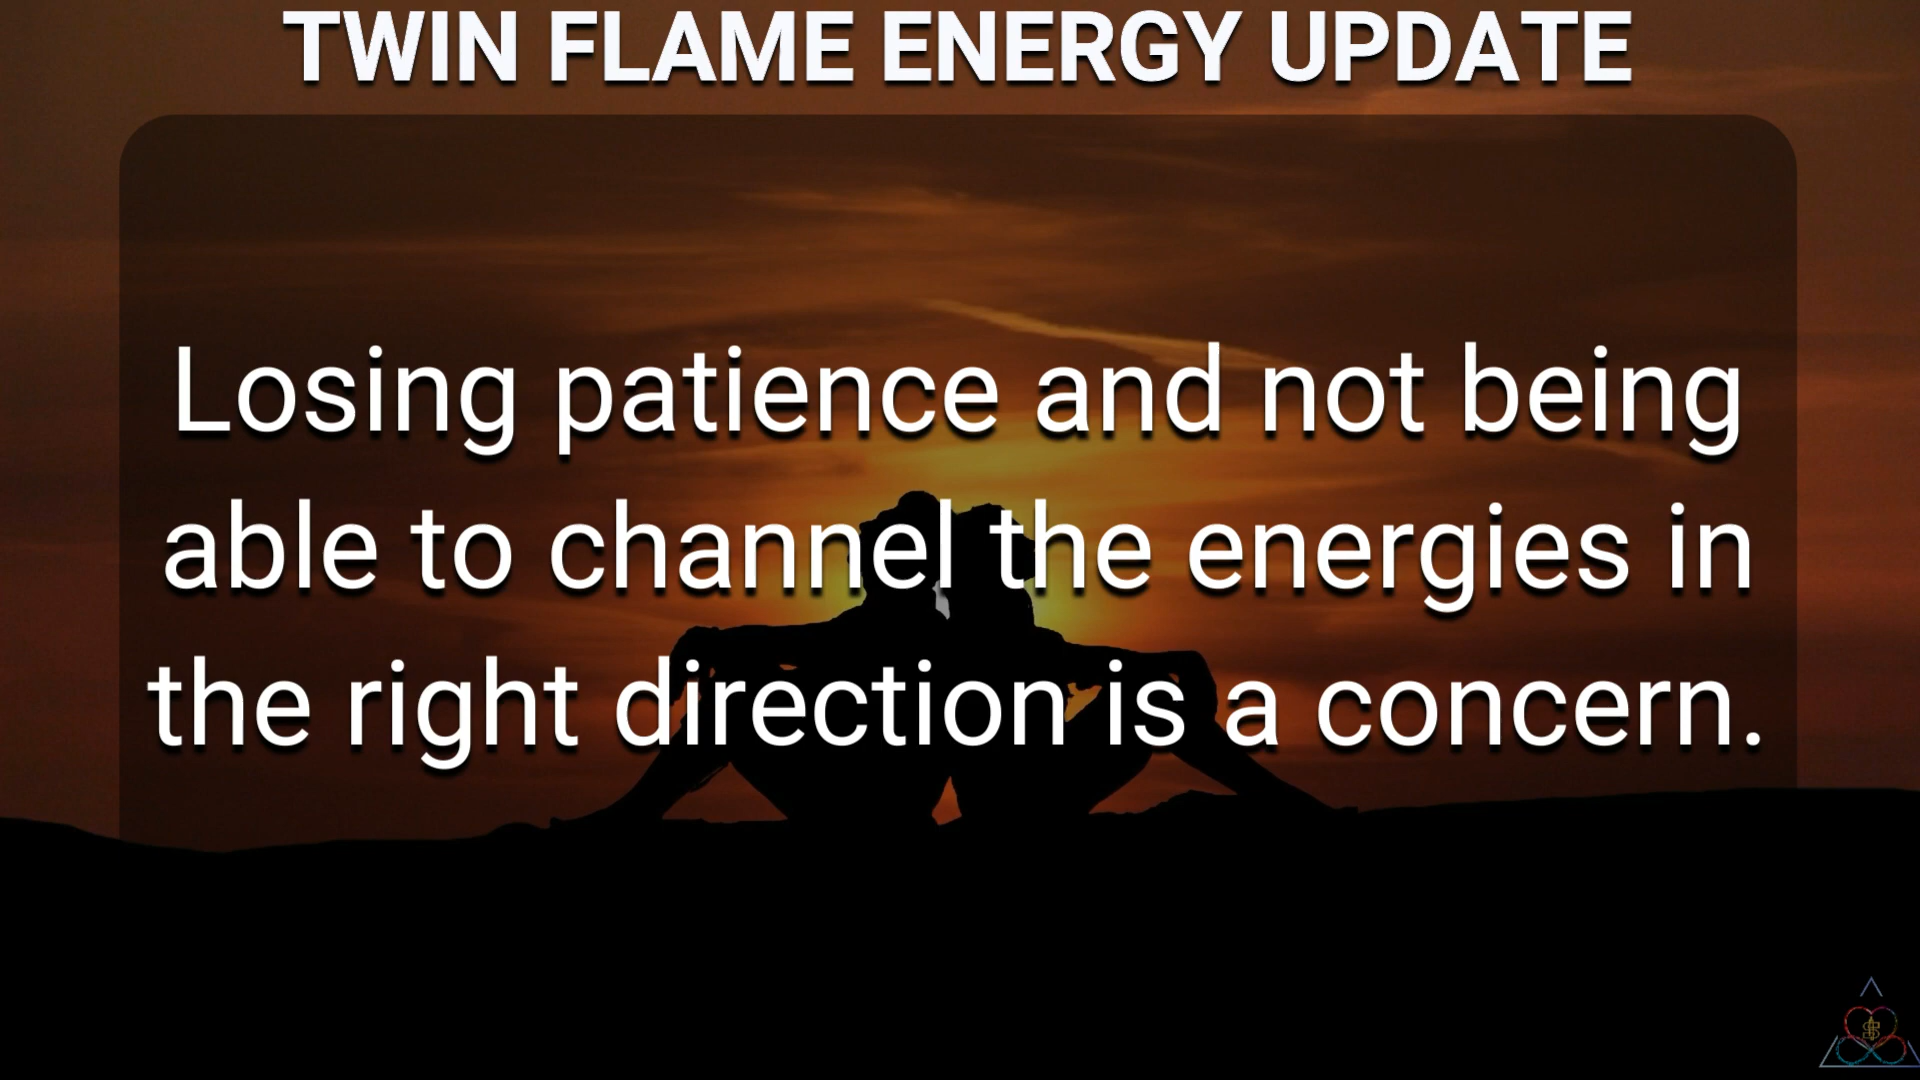 TWIN FLAME ENERGY UPDATE
Losing patience and not being
able to channel the energies in
the right direction is a concern.